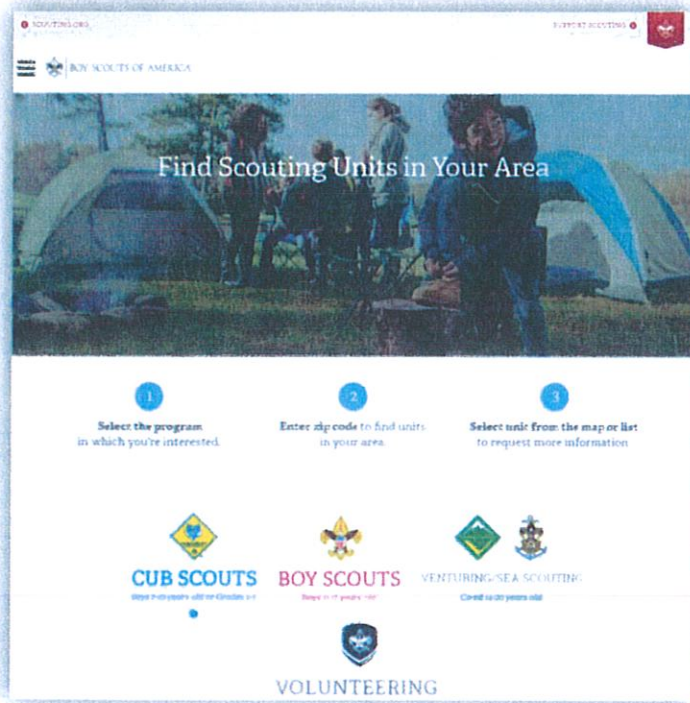 SCOUTING.ORG
SUPPORT SCOUTING
BOY SCOUTS OF AMERICA
Find Scouting Units in Your Area
1
Select the program
in which you're interested.
2
Enter zip code to find units
in your area.
3
Select unit from the map or list
to request more information
CUB SCOUTS
BOY SCOUTS
VENTURING/SEA SCOUTING
VOLUNTEERING